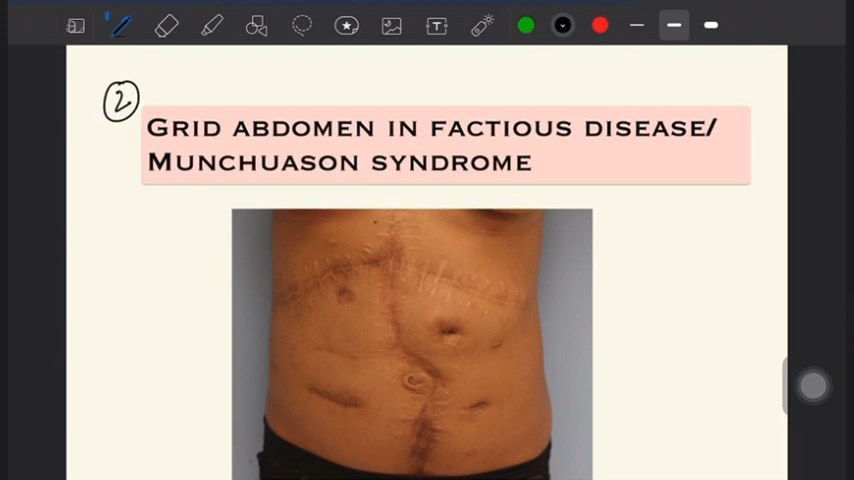 2
GRID ABDOMEN IN FACTIOUS DISEASE/
MUNCHUASON SYNDROME